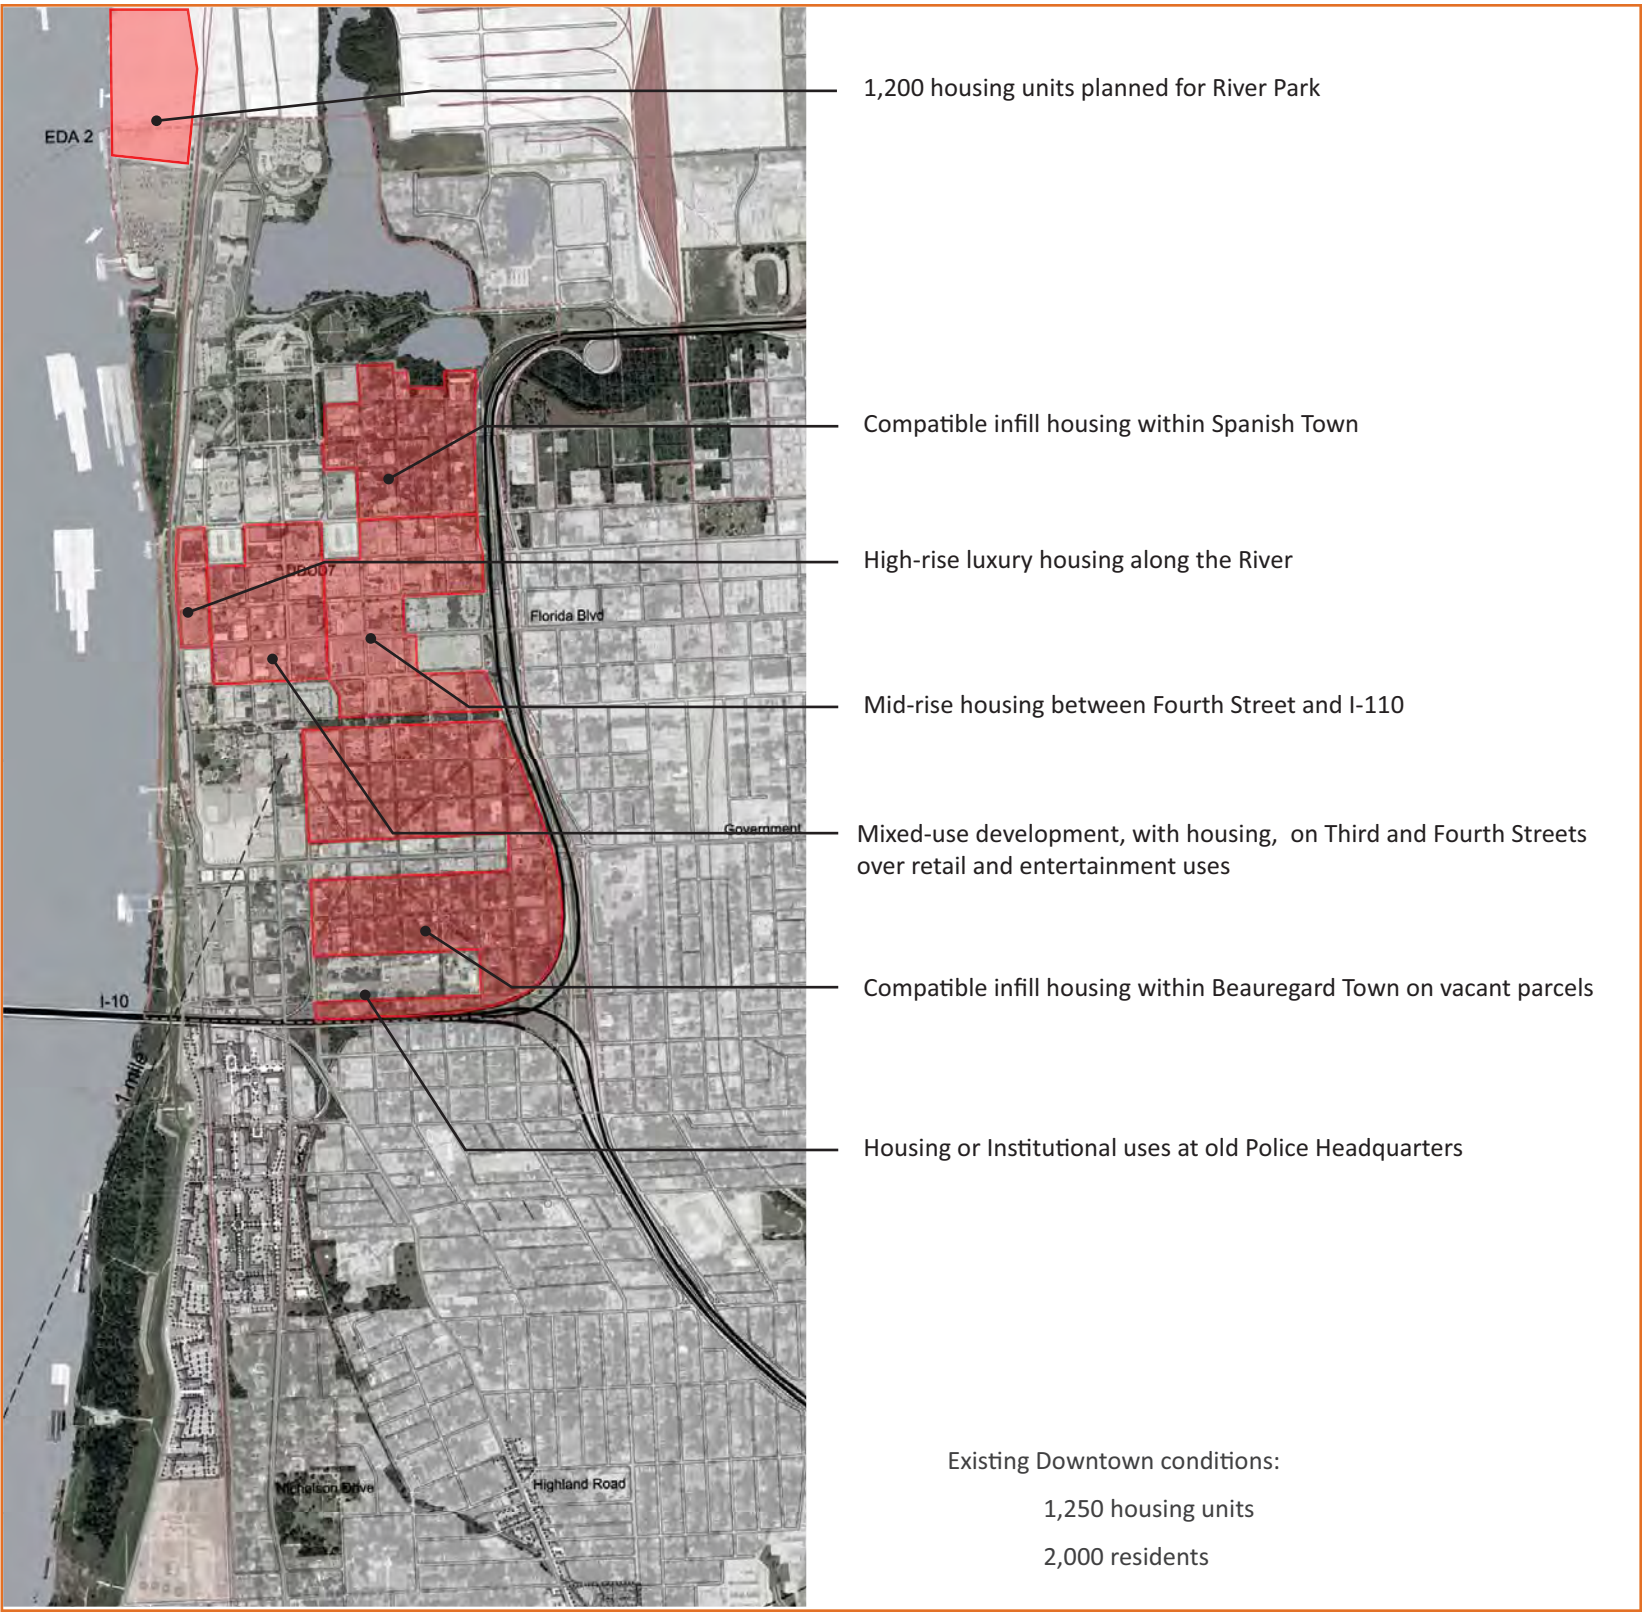 1,200 housing units planned for River Park
EDA 2
Compatible infill housing within Spanish Town
High-rise luxury housing along the River
Florida Blvd
Mid-rise housing between Fourth Street and I-110
Government
Mixed-use development, with housing, on Third and Fourth Streets
over retail and entertainment uses
Compatible infill housing within Beauregard Town on vacant parcels
I-10
1 mile
Housing or Institutional uses at old Police Headquarters
Existing Downtown conditions:
1,250 housing units
2,000 residents
Nicholson Drive
Highland Road